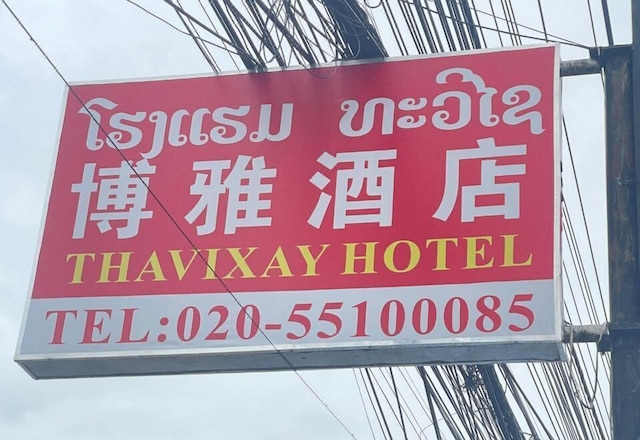 ໂຮງແຮມ ທະວີໄຊ
博雅酒店
THAVIXAY HOTEL
TEL:020-55100085